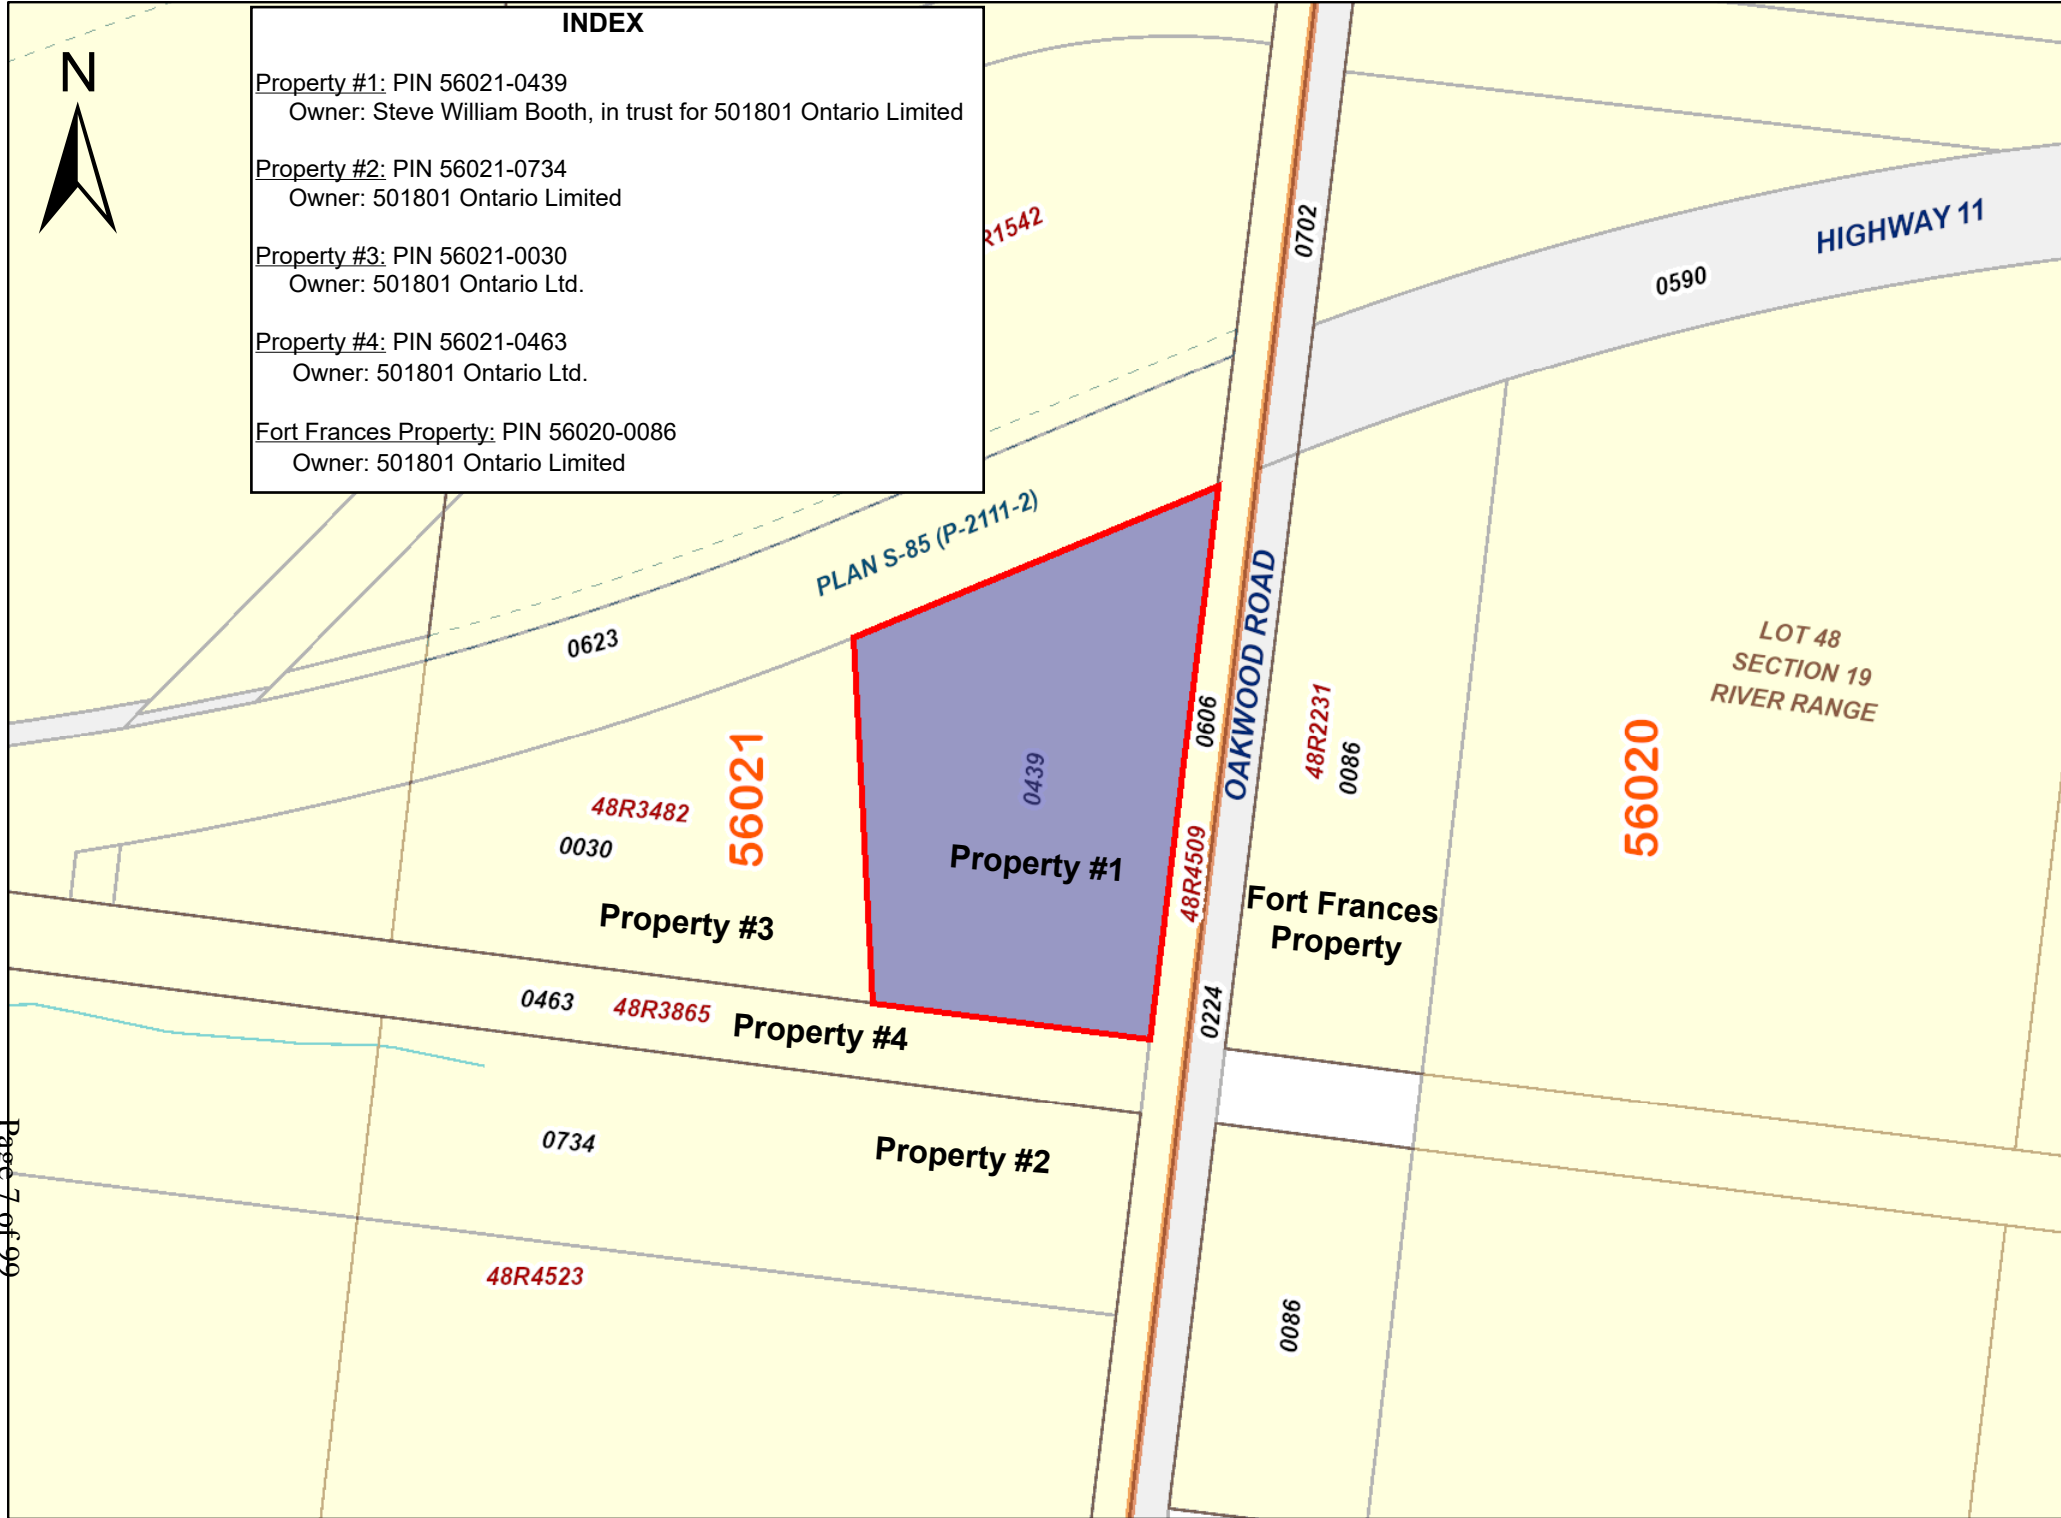 INDEX
N
Property #1: PIN 56021-0439
Owner: Steve William Booth, in trust for 501801 Ontario Limited
Property #2: PIN 56021-0734
Owner: 501801 Ontario Limited
Property #3: PIN 56021-0030
Owner: 501801 Ontario Ltd.
Property #4: PIN 56021-0463
Owner: 501801 Ontario Ltd.
Fort Frances Property: PIN 56020-0086
Owner: 501801 Ontario Limited
R1542
0702
HIGHWAY 11
0590
PLAN S-85 (P-2111-2)
0623
OAKWOOD ROAD
LOT 48
SECTION 19
RIVER RANGE
0606
48R2231
0086
56021
0439
56020
48R3482
0030
Property #1
48R4509
Fort Frances
Property
Property #3
0463
48R3865
Property #4
0224
0734
Property #2
Page 7 of 99
48R4523
0086